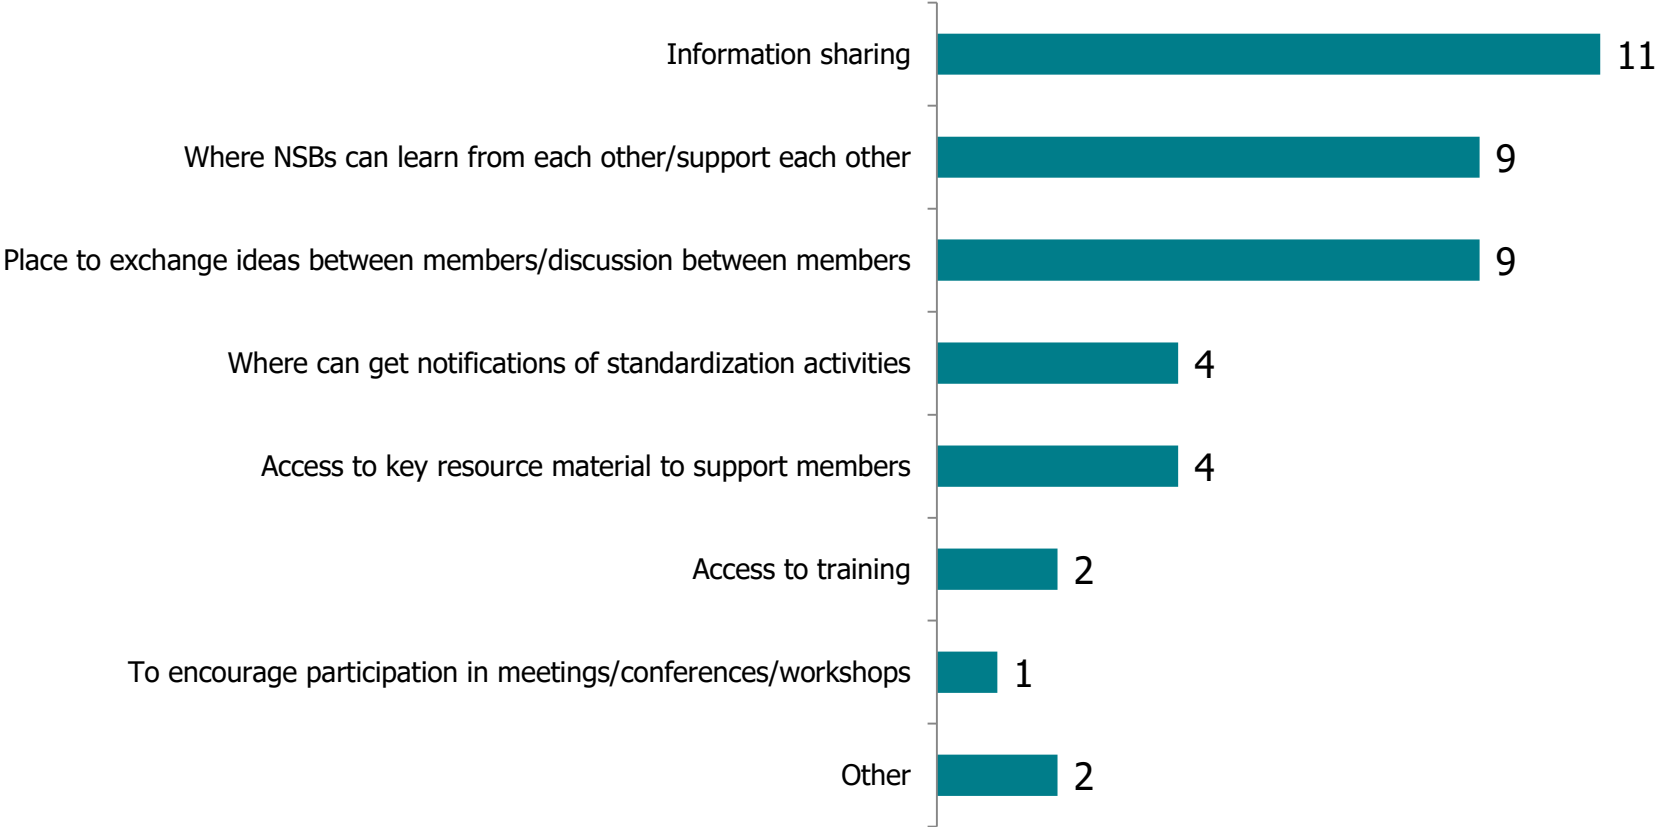 Information sharing 11
Where NSBs can learn from each other/support each other 9
Place to exchange ideas between members/discussion between members 9
Where can get notifications of standardization activities 4
Access to key resource material to support members 4
Access to training 2
To encourage participation in meetings/conferences/workshops 1
Other 2